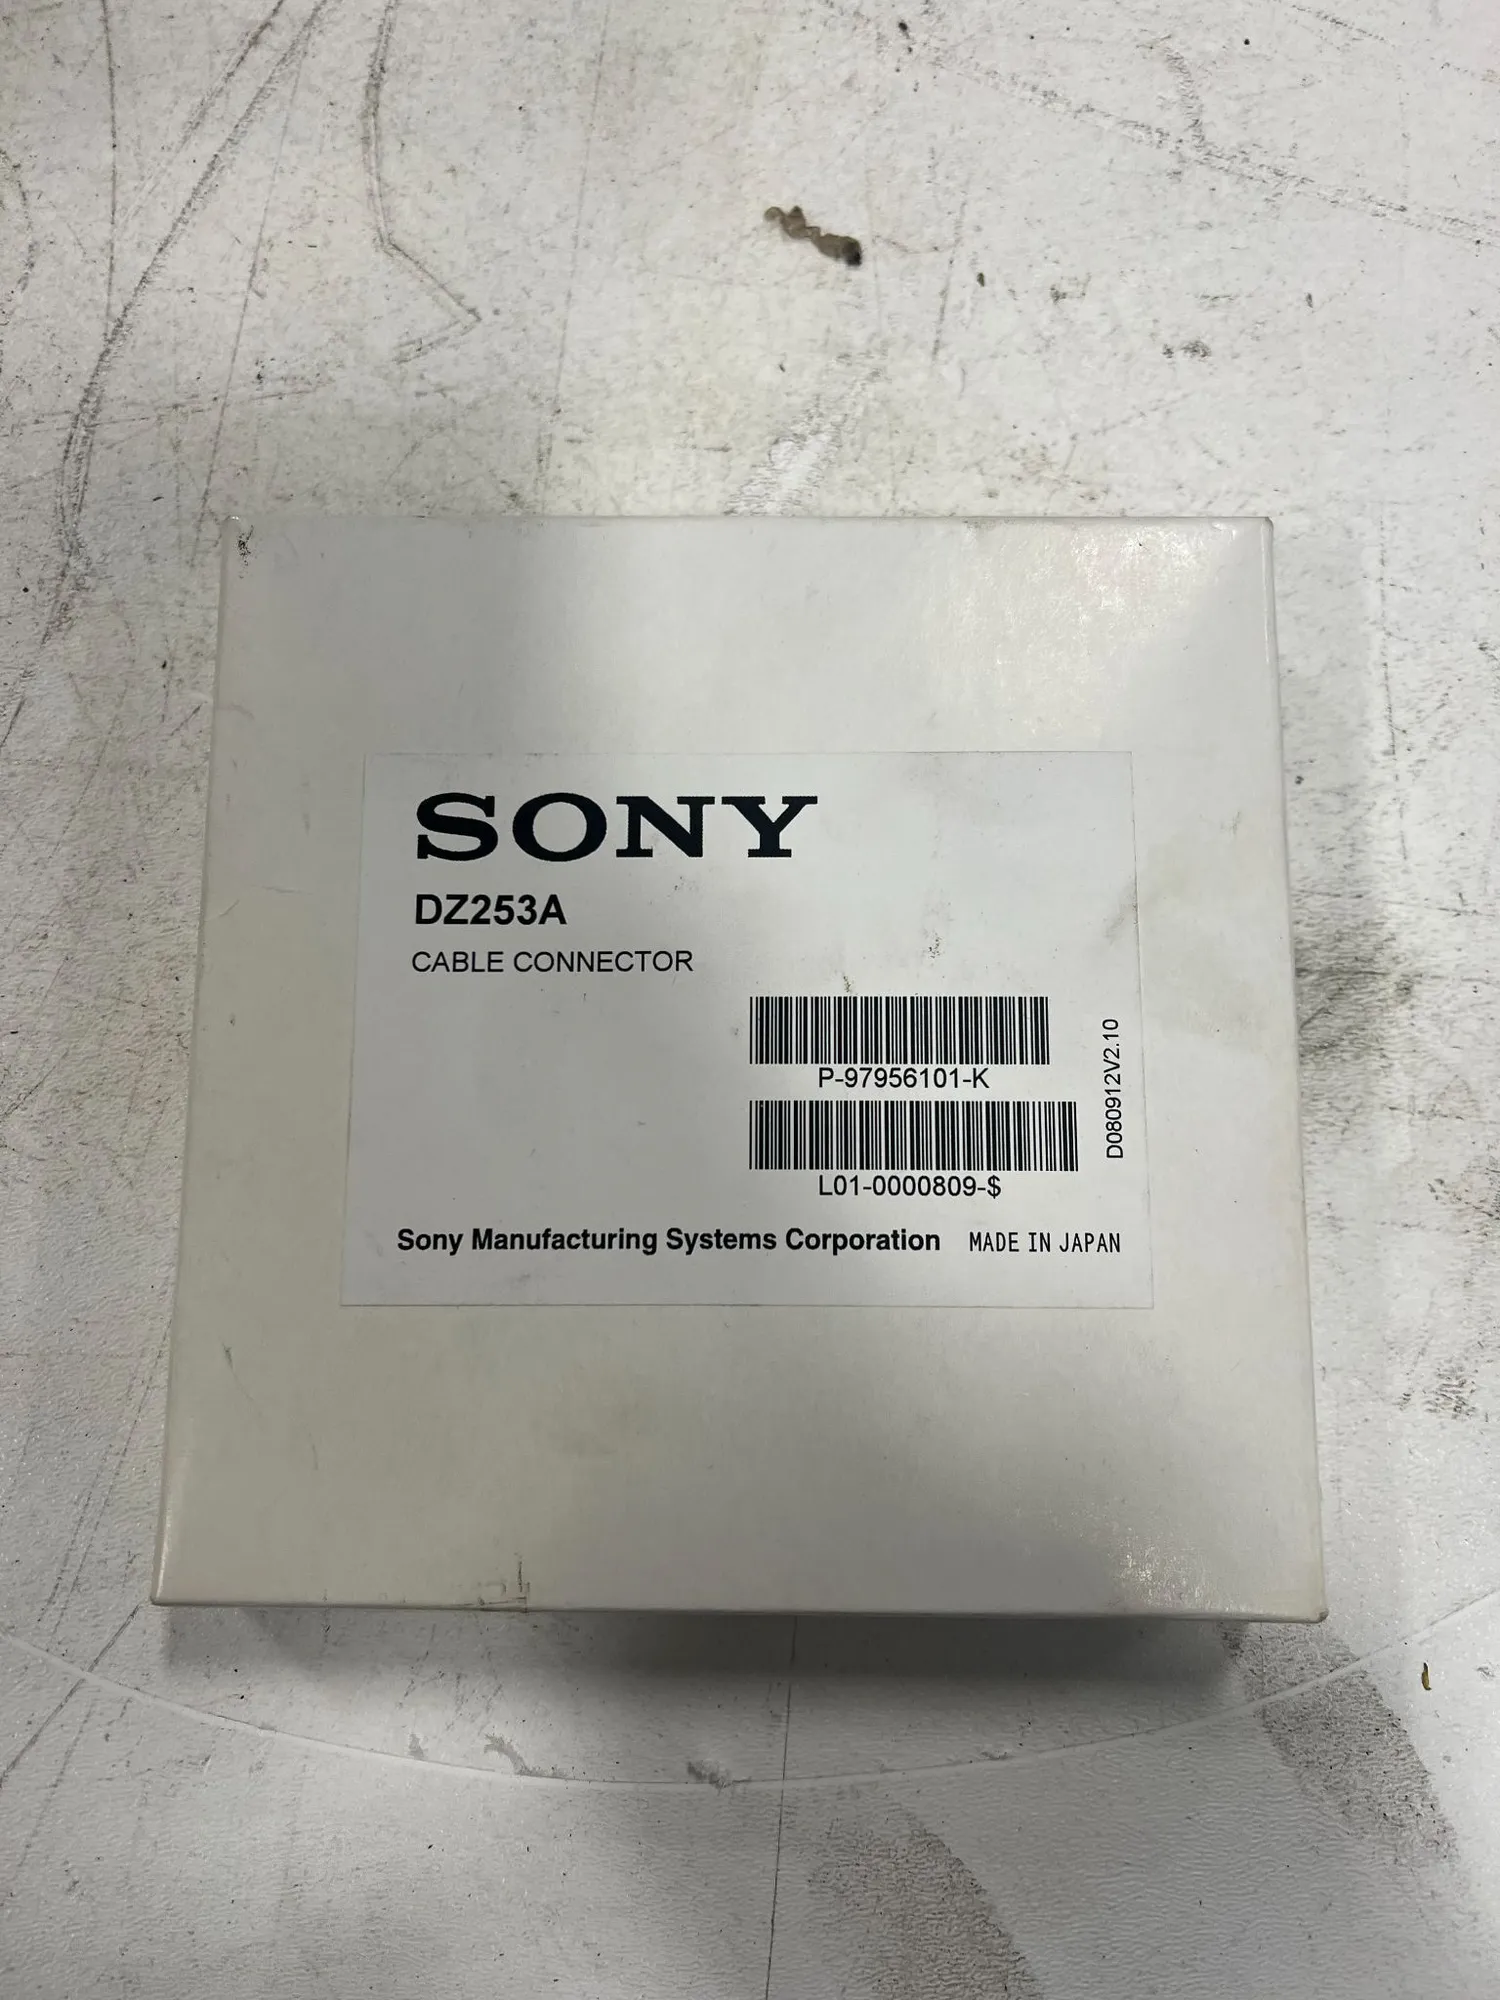 SONY
DZ253A
CABLE CONNECTOR
P-97956101-K
L01-0000809-$
D080912V2.10
Sony Manufacturing Systems Corporation MADE IN JAPAN